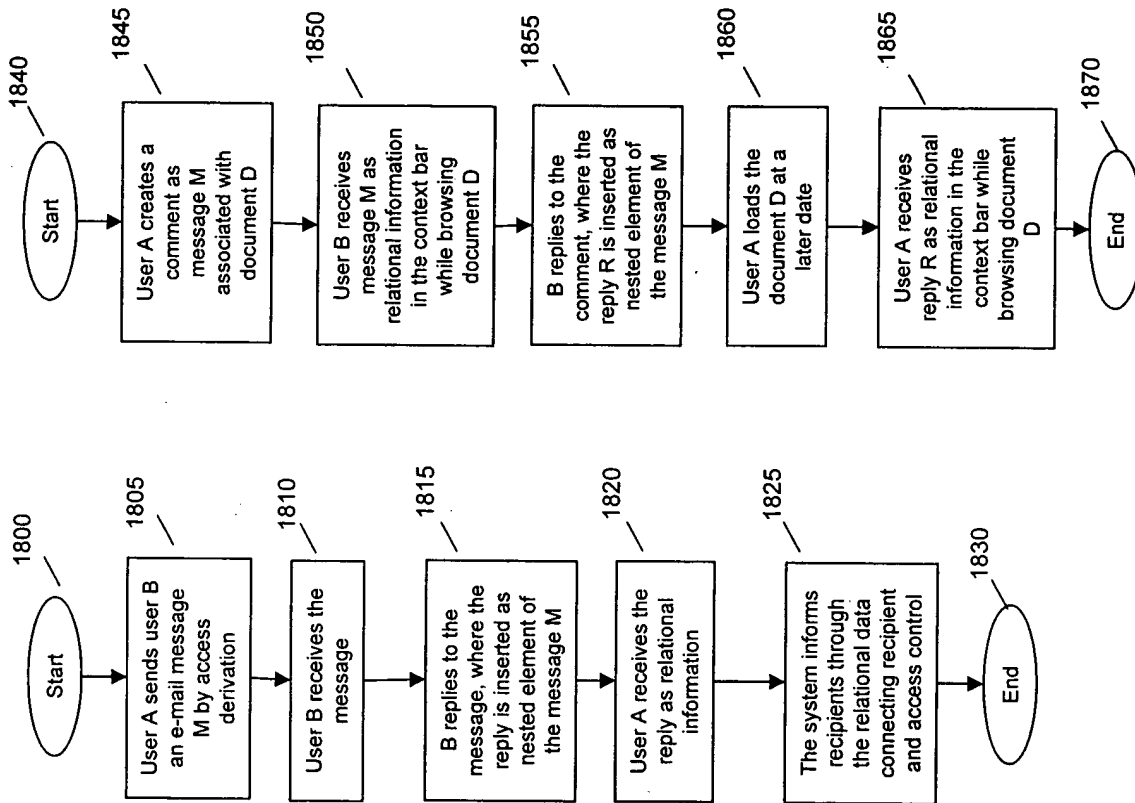 1800
Start
1805
User A sends user B
an e-mail message
M by access
derivation
1810
User B receives the
message
1815
B replies to the
message, where the
reply is inserted as
nested element of
the message M
1820
User A receives the
reply as relational
information
1825
The system informs
recipients through
the relational data
connecting recipient
and access control
1830
End
1840
Start
1845
User A creates a
comment as
message M
associated with
document D
1850
User B receives
message M as
relational information
in the context bar
while browsing
document D
1855
B replies to the
comment, where the
reply R is inserted as
nested element of
the message M
1860
User A loads the
document D at a
later date
1865
User A receives
reply R as relational
information in the
context bar while
browsing document
D
1870
End